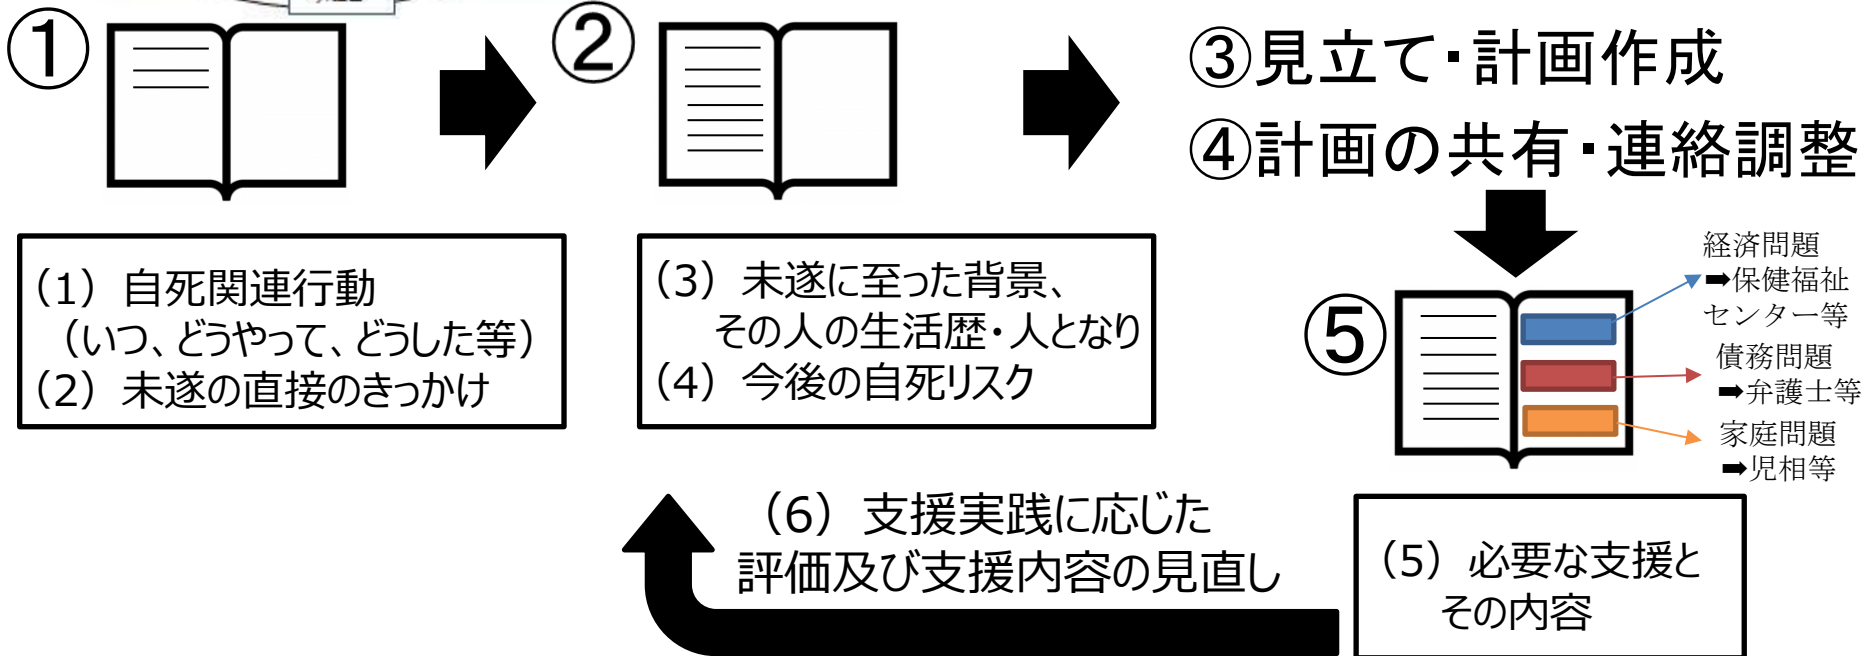 ①
②
③見立て・計画作成
④計画の共有・連絡調整
(1) 自死関連行動
(いつ、どうやって、どうした等)
(2) 未遂の直接のきっかけ
(3) 未遂に至った背景、
その人の生活歴・人となり
(4) 今後の自死リスク
⑤
経済問題
➡保健福祉
センター等
債務問題
➡弁護士等
家庭問題
➡児相等
(5) 必要な支援と
その内容
(6) 支援実践に応じた
評価及び支援内容の見直し